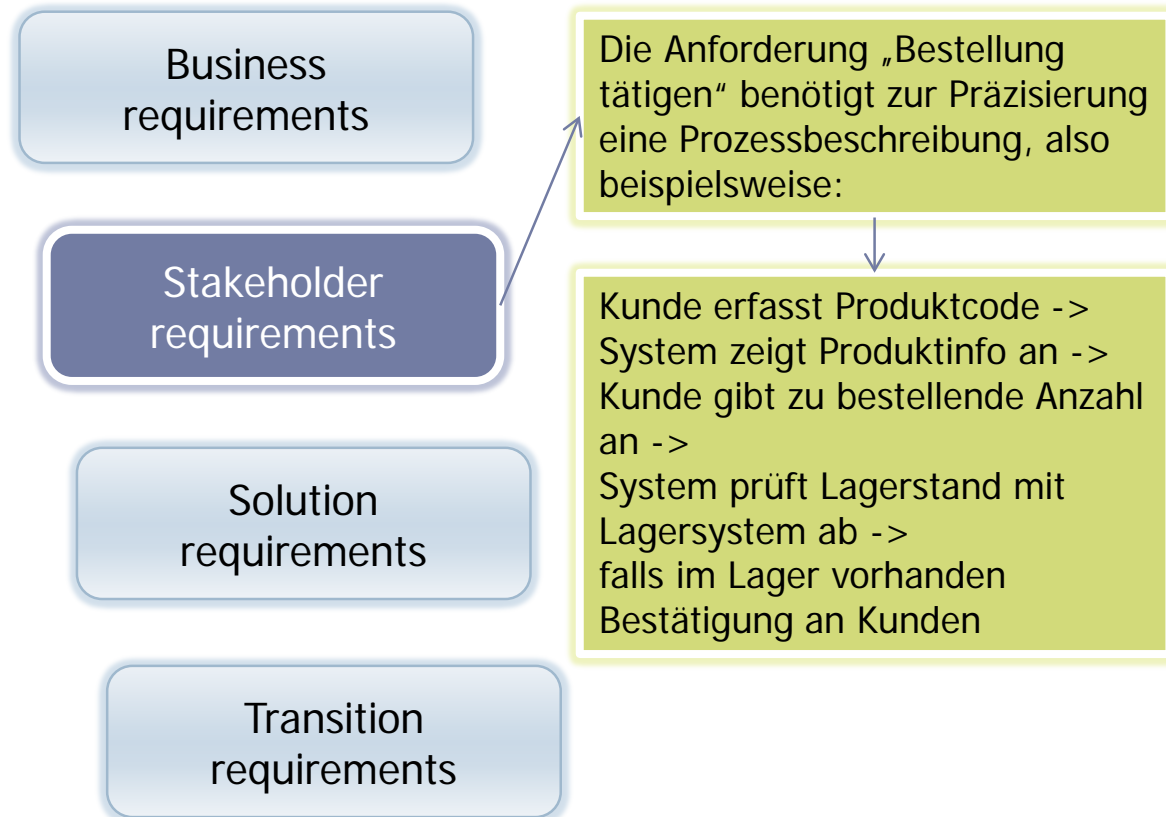 Business
requirements
Stakeholder
requirements
Solution
requirements
Transition
requirements
Die Anforderung „Bestellung
tätigen“ benötigt zur Präzisierung
eine Prozessbeschreibung, also
beispielsweise:
Kunde erfasst Produktcode ->
System zeigt Produktinfo an ->
Kunde gibt zu bestellende Anzahl
an ->
System prüft Lagerstand mit
Lagersystem ab ->
falls im Lager vorhanden
Bestätigung an Kunden